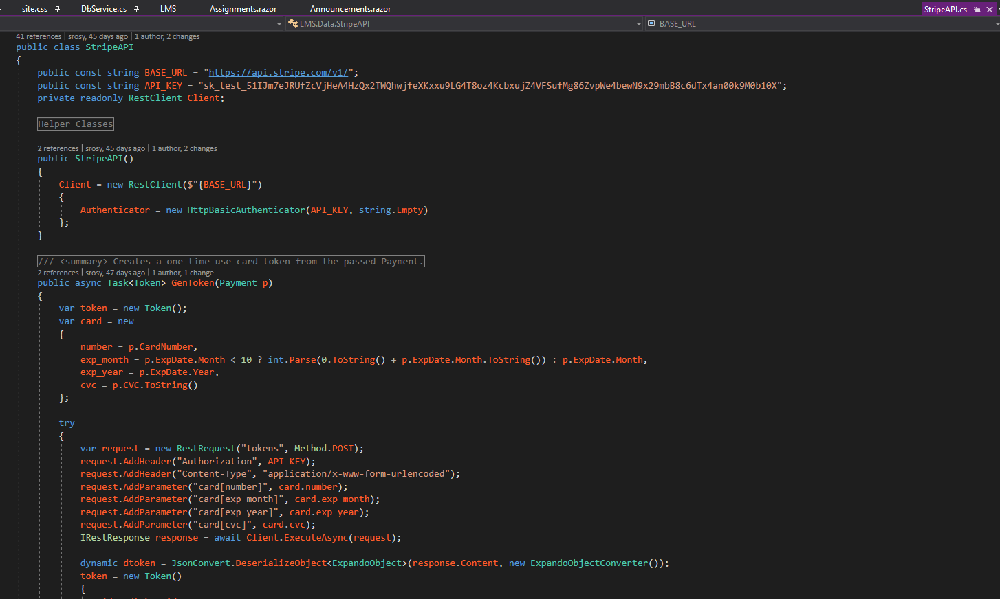 site.css DbService.cs LMS Assignments.razor Announcements.razor StripeAPI.cs
LMS.Data.StripeAPI BASE_URL
41 references | srosy, 45 days ago | 1 author, 2 changes
public class StripeAPI
{
public const string BASE_URL = "https://api.stripe.com/v1/";
public const string API_KEY = "sk_test_51IJm7eJRUfZcVjHeA4HzQx2TWQhwjfeXKxxu9LG4T8oz4KcbxujZ4VFSufMg86ZvpWe4bewN9x29mbB8c6dTx4an00k9M0b10X";
private readonly RestClient Client;
Helper Classes
2 references | srosy, 45 days ago | 1 author, 2 changes
public StripeAPI()
{
Client = new RestClient($"{BASE_URL}")
{
Authenticator = new HttpBasicAuthenticator(API_KEY, string.Empty)
};
}
/// <summary> Creates a one-time use card token from the passed Payment.
2 references | srosy, 47 days ago | 1 author, 1 change
public async Task<Token> GenToken(Payment p)
{
var token = new Token();
var card = new
{
number = p.CardNumber,
exp_month = p.ExpDate.Month < 10 ? int.Parse(0.ToString() + p.ExpDate.Month.ToString()) : p.ExpDate.Month,
exp_year = p.ExpDate.Year,
cvc = p.CVC.ToString()
};
try
{
var request = new RestRequest("tokens", Method.POST);
request.AddHeader("Authorization", API_KEY);
request.AddHeader("Content-Type", "application/x-www-form-urlencoded");
request.AddParameter("card[number]", card.number);
request.AddParameter("card[exp_month]", card.exp_month);
request.AddParameter("card[exp_year]", card.exp_year);
request.AddParameter("card[cvc]", card.cvc);
IRestResponse response = await Client.ExecuteAsync(request);
dynamic dtoken = JsonConvert.DeserializeObject<ExpandoObject>(response.Content, new ExpandoObjectConverter());
token = new Token()
{